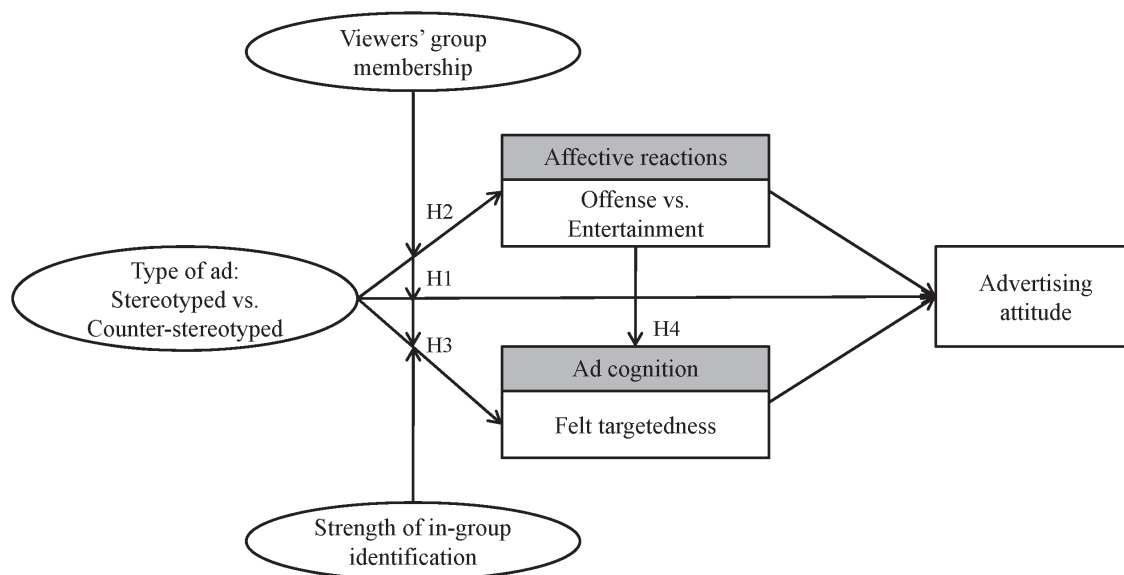 Viewers' group
membership
Affective reactions
Offense vs.
Entertainment
H2
Type of ad:
Stereotyped vs.
Counter-stereotyped
H1
Advertising
attitude
H3
H4
Ad cognition
Felt targetedness
Strength of in-group
identification